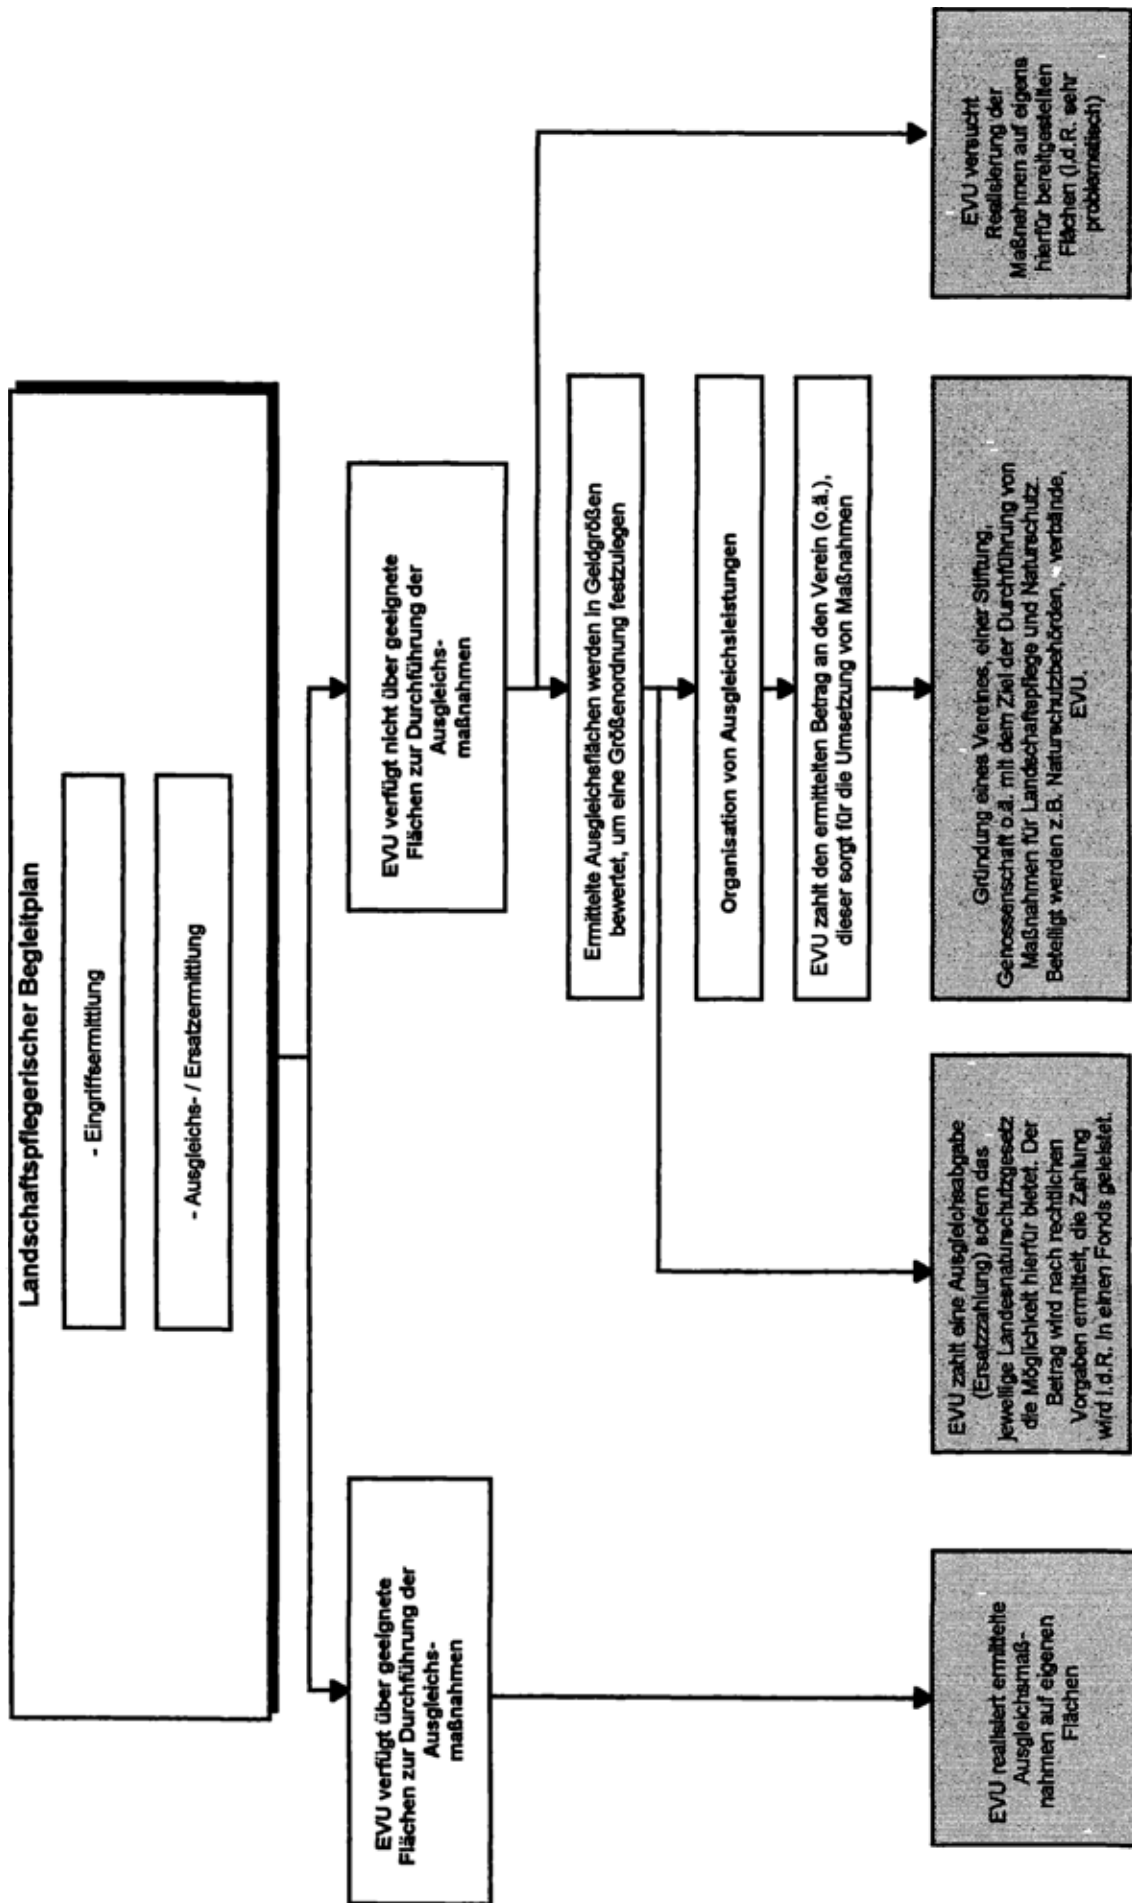 Landschaftspflegerischer Begleitplan
- Eingriffsermittlung
- Ausgleichs- / Ersatzermittlung
EVU verfügt über geeignete
Flächen zur Durchführung der
Ausgleichs-
maßnahmen
EVU verfügt nicht über geeignete
Flächen zur Durchführung der
Ausgleichs-
maßnahmen
Ermittelte Ausgleichsflächen werden in Geldgrößen
bewertet, um eine Größenordnung festzulegen
Organisation von Ausgleichsleistungen
EVU zahlt den ermittelten Betrag an den Verein (o.ä.),
dieser sorgt für die Umsetzung von Maßnahmen
EVU realisiert ermittelte
Ausgleichsmaß-
nahmen auf eigenen
Flächen
EVU zahlt eine Ausgleichsabgabe
(Ersatzzahlung) sofern das
jeweilige Landesnaturschutzgesetz
die Möglichkeit hierfür bietet. Der
Betrag wird nach rechtlichen
Vorgaben ermittelt, die Zahlung
wird i.d.R. in einen Fonds geleistet.
Gründung eines Vereines, einer Stiftung,
Genossenschaft o.ä. mit dem Ziel der Durchführung von
Maßnahmen für Landschaftspflege und Naturschutz.
Beteiligt werden z.B. Naturschutzbehörden, - verbände,
EVU.
EVU versucht
Realisierung der
Maßnahmen auf eigens
hierfür bereitgestellten
Flächen (i.d.R. sehr
problematisch)